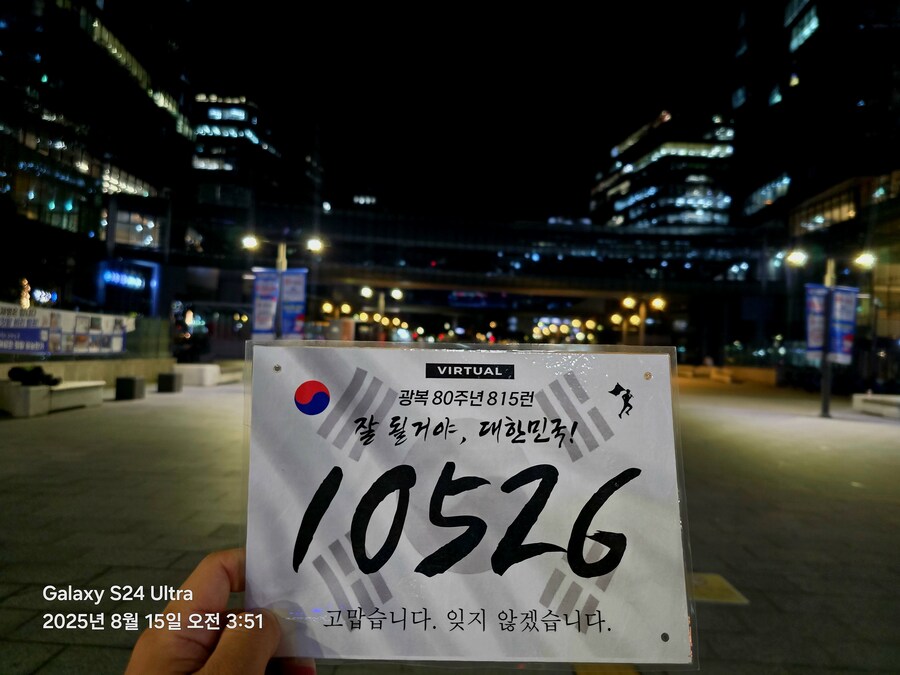 VIRTUAL
광복 80주년 815런
잘 될거야, 대한민국!
10526
고맙습니다. 잊지 않겠습니다.
Galaxy S24 Ultra
2025년 8월 15일 오전 3:51